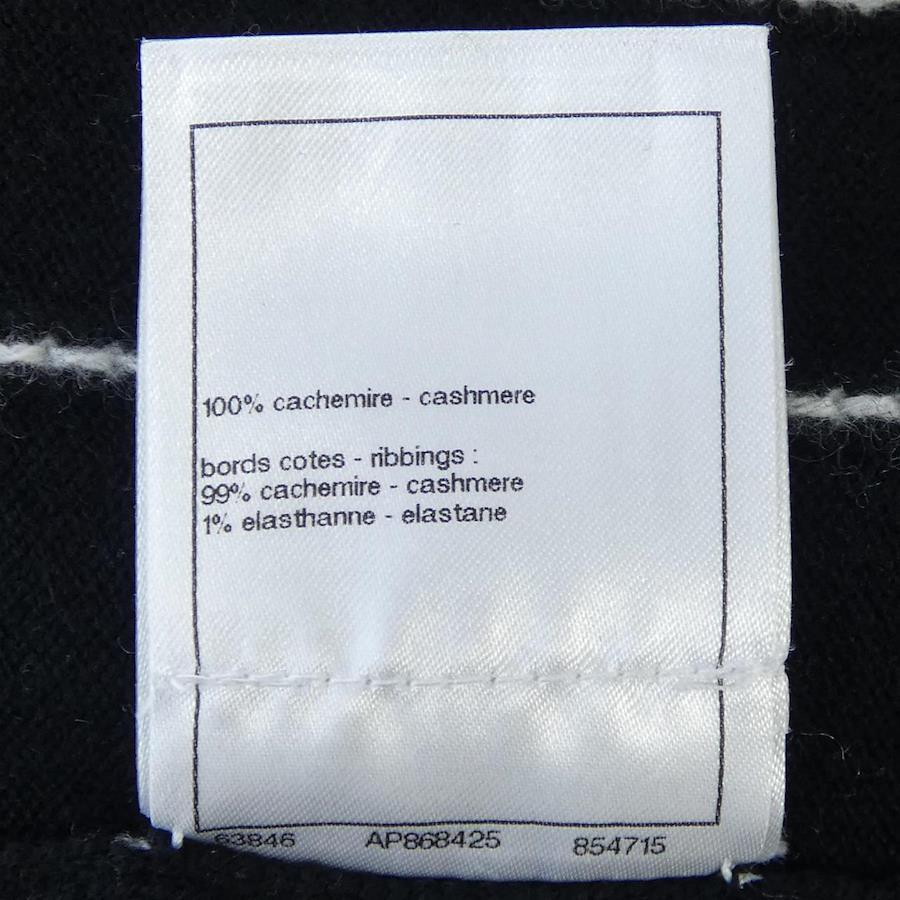 100% cachemire - cashmere
bords cotes - ribbings :
99% cachemire - cashmere
1% elasthanne - elastane
63846 AP868425 854715